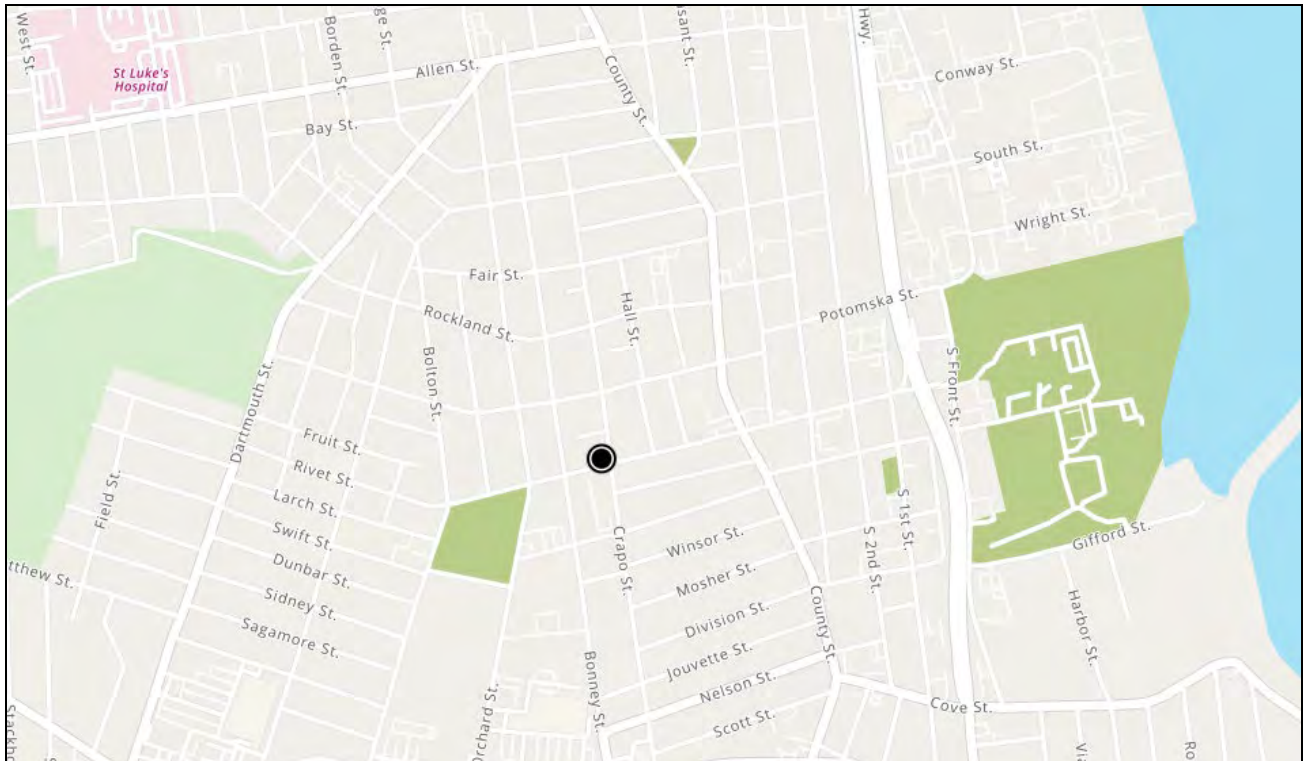 West St.
Borden St.
ge St.
sant St.
Hwy.
St Luke's
Hospital
Allen St.
County St.
Conway St.
Bay St.
South St.
Wright St.
Fair St.
Rockland St.
Hall St.
Potomska St.
Bolton St.
S Front St.
Dartmouth St.
Fruit St.
Rivet St.
Larch St.
Field St.
Swift St.
Dunbar St.
Sidney St.
Sagamore St.
tthew St.
Crapo St.
Winsor St.
Mosher St.
Division St.
Jouvette St.
Nelson St.
Scott St.
S 1st St.
S 2nd St.
Gifford St.
County St.
Harbor St.
Bonney St.
Orchard St.
Cove St.
Stackho
Via
Ro